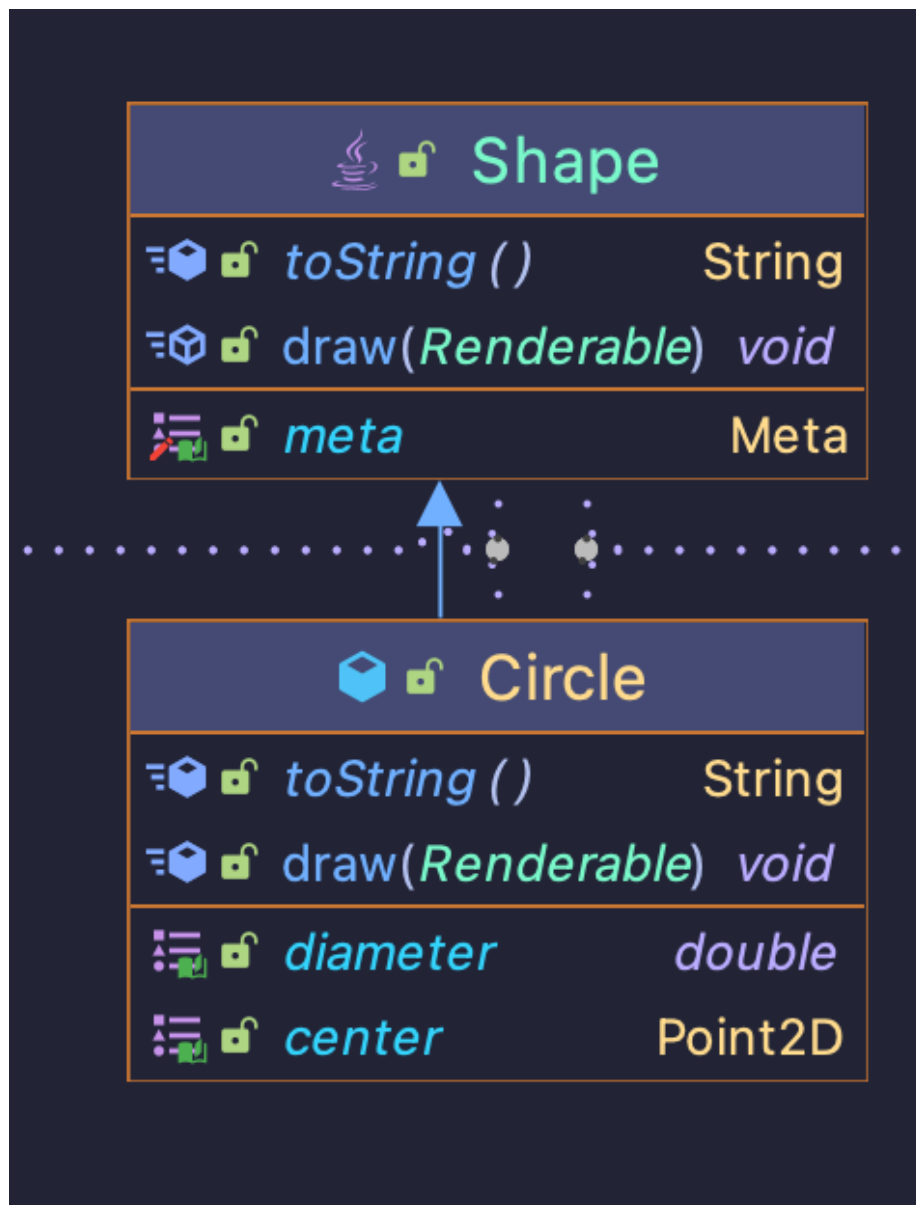 Shape
toString() String
draw(Renderable) void
meta Meta
Circle
toString() String
draw(Renderable) void
diameter double
center Point2D